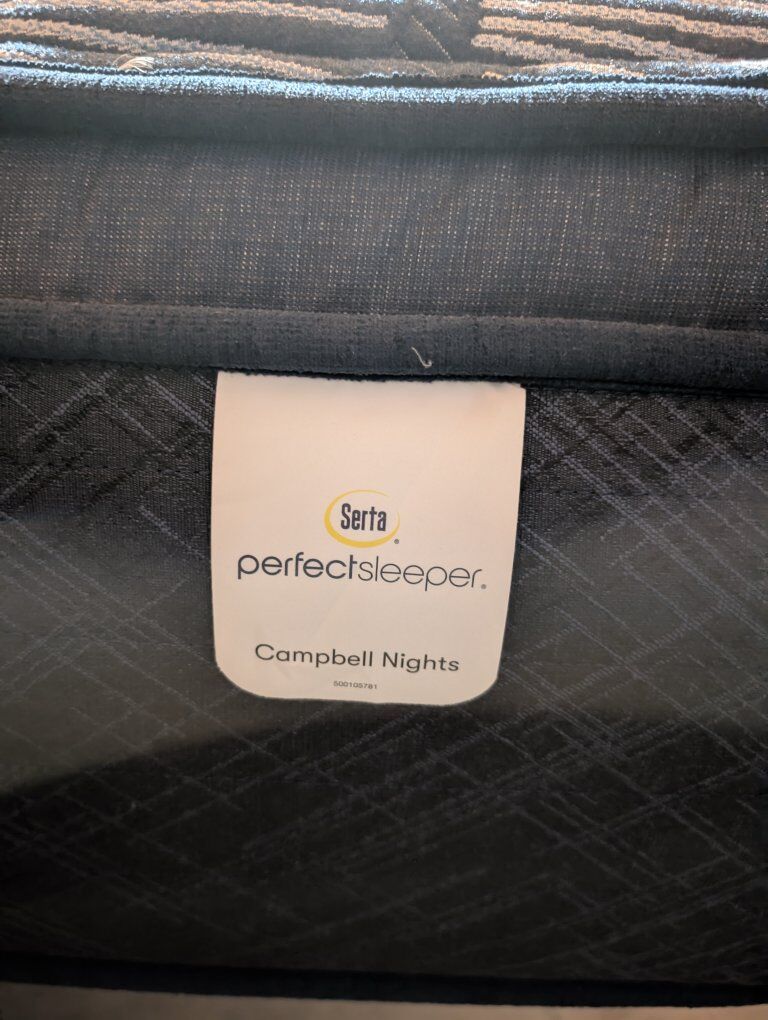 Serta®
perfectsleeper®
Campbell Nights
500105781